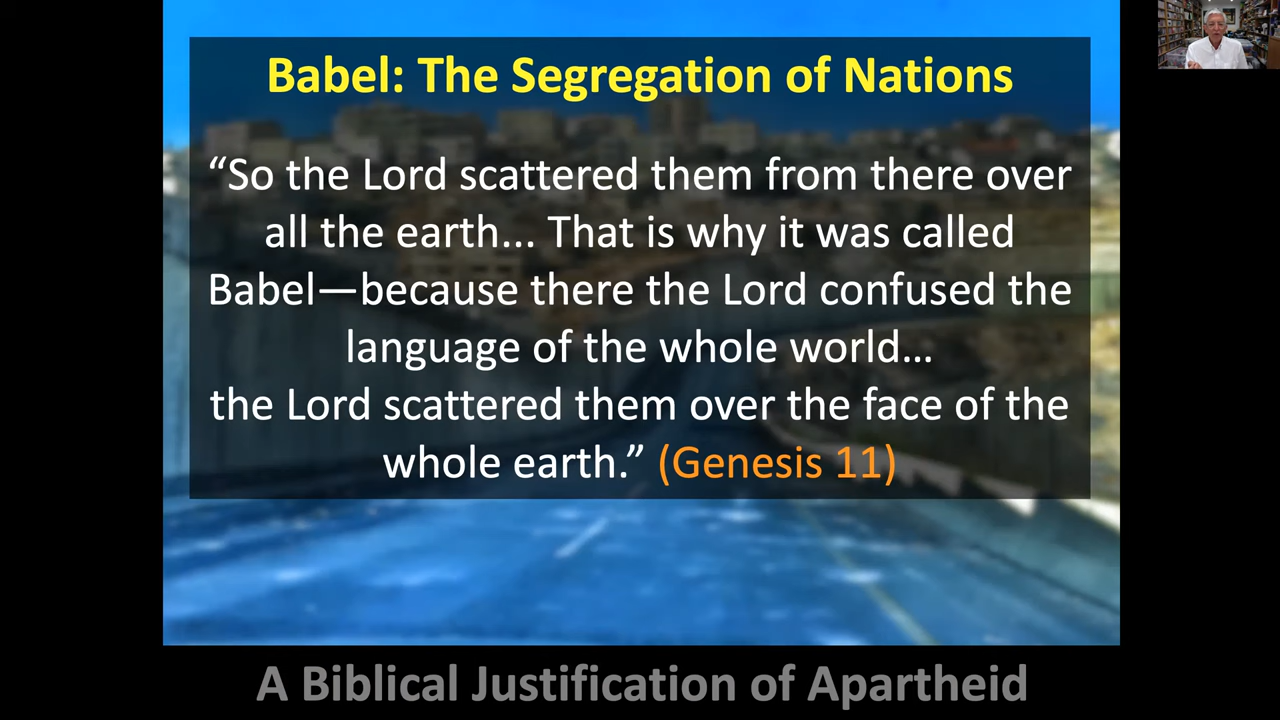 Babel: The Segregation of Nations
“So the Lord scattered them from there over
all the earth... That is why it was called
Babel—because there the Lord confused the
language of the whole world…
the Lord scattered them over the face of the
whole earth.” (Genesis 11)
A Biblical Justification of Apartheid